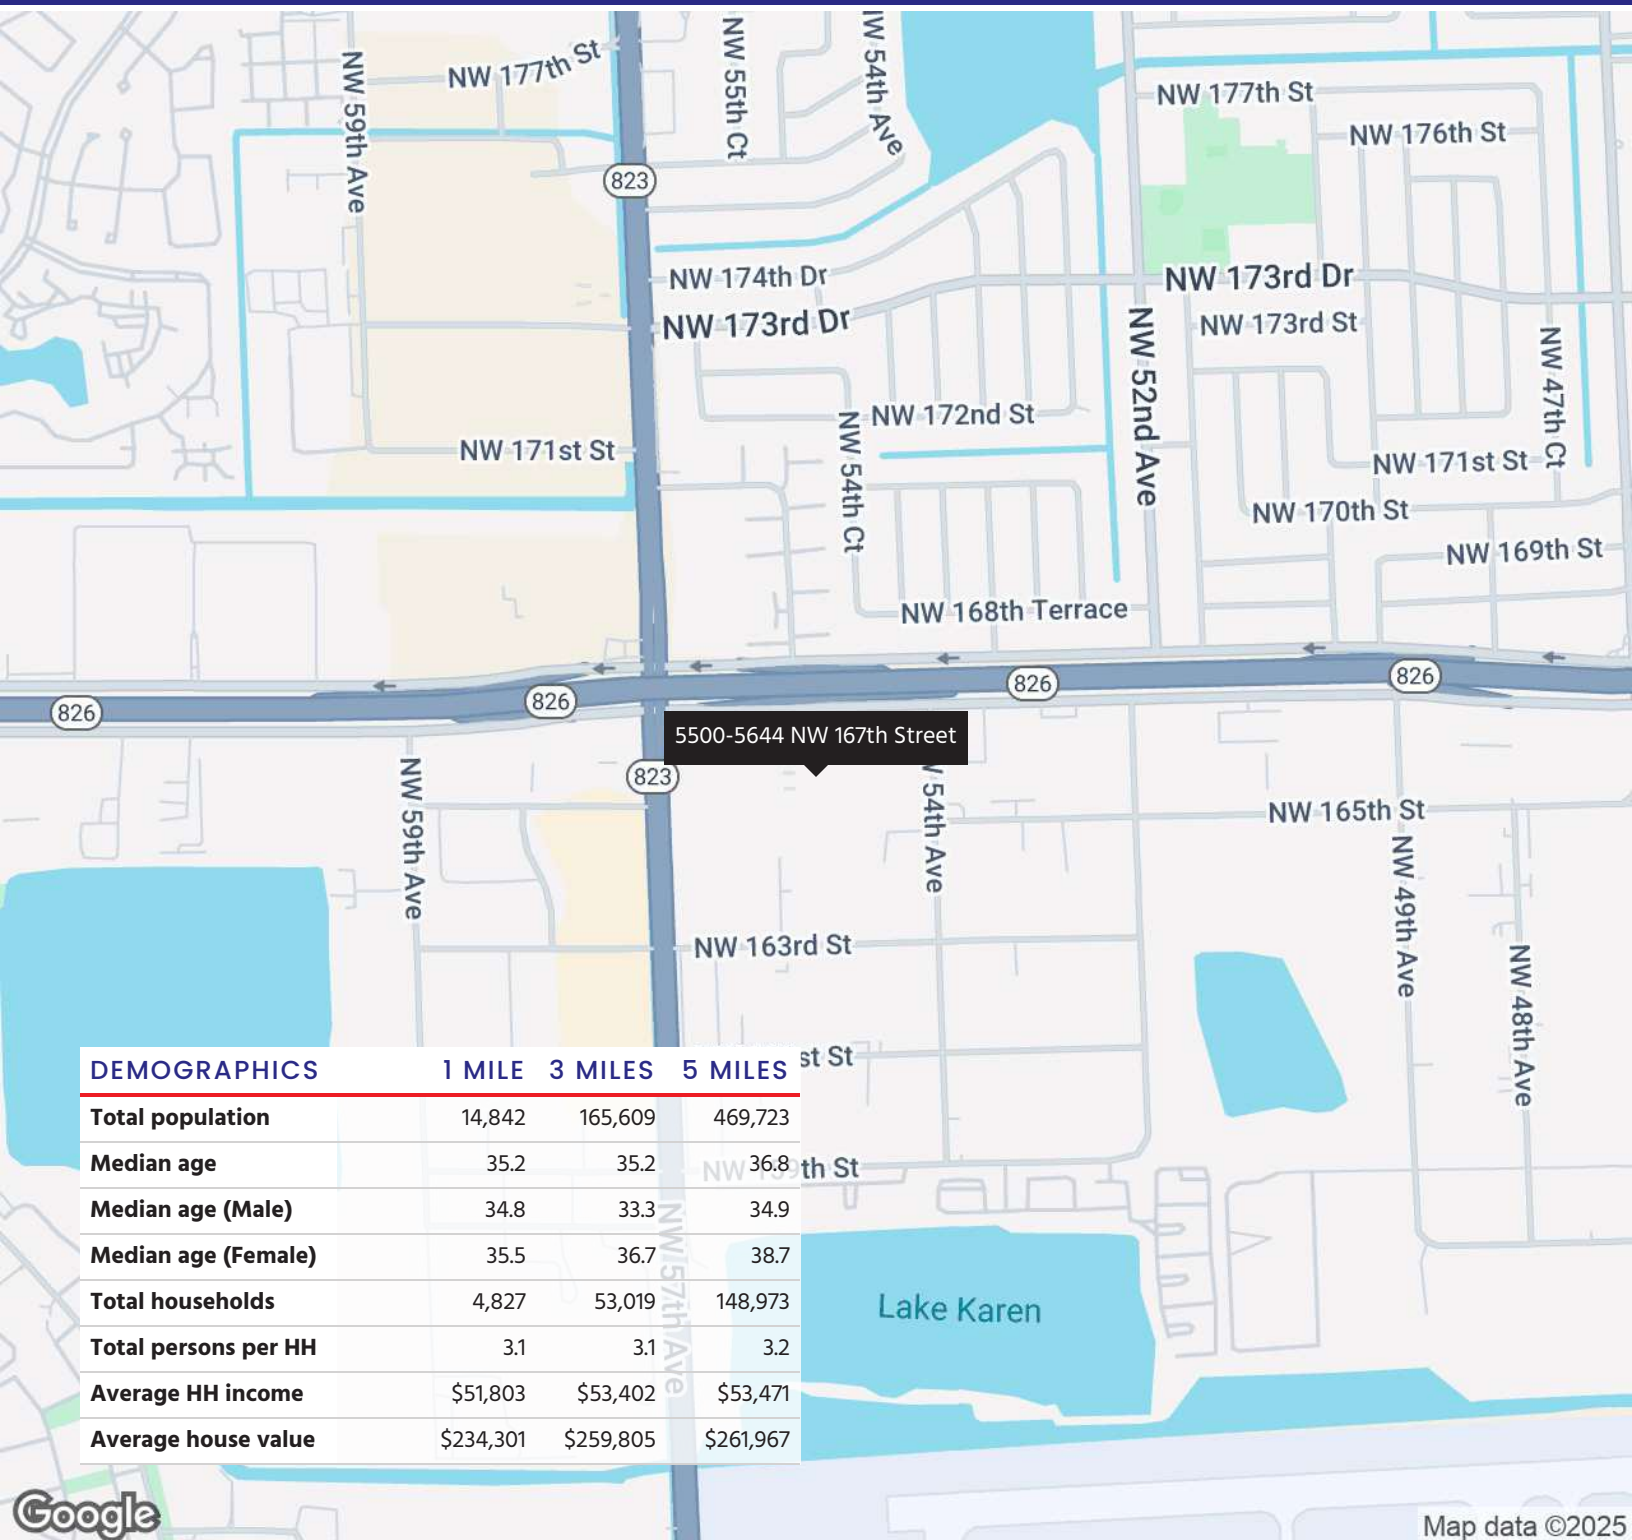 NW 59th Ave
NW 177th St
NW 55th Ct
NW 54th Ave
NW 177th St
NW 176th St
823
NW 174th Dr
NW 173rd Dr
NW 173rd Dr
NW 173rd St
NW 52nd Ave
NW 47th Ct
NW 172nd St
NW 54th Ct
NW 171st St
NW 171st St
NW 170th St
NW 169th St
NW 168th Terrace
826
826
826
826
5500-5644 NW 167th Street
823
NW 59th Ave
54th Ave
NW 165th St
NW 49th Ave
NW 163rd St
NW 48th Ave
st St
DEMOGRAPHICS 1 MILE 3 MILES 5 MILES
Total population 14,842 165,609 469,723
Median age 35.2 35.2 36.8
NW 159th St
Median age (Male) 34.8 33.3 34.9
Median age (Female) 35.5 36.7 38.7
NW 57th Ave
Total households 4,827 53,019 148,973
Total persons per HH 3.1 3.1 3.2
Average HH income $51,803 $53,402 $53,471
Average house value $234,301 $259,805 $261,967
Lake Karen
Google
Map data ©2025